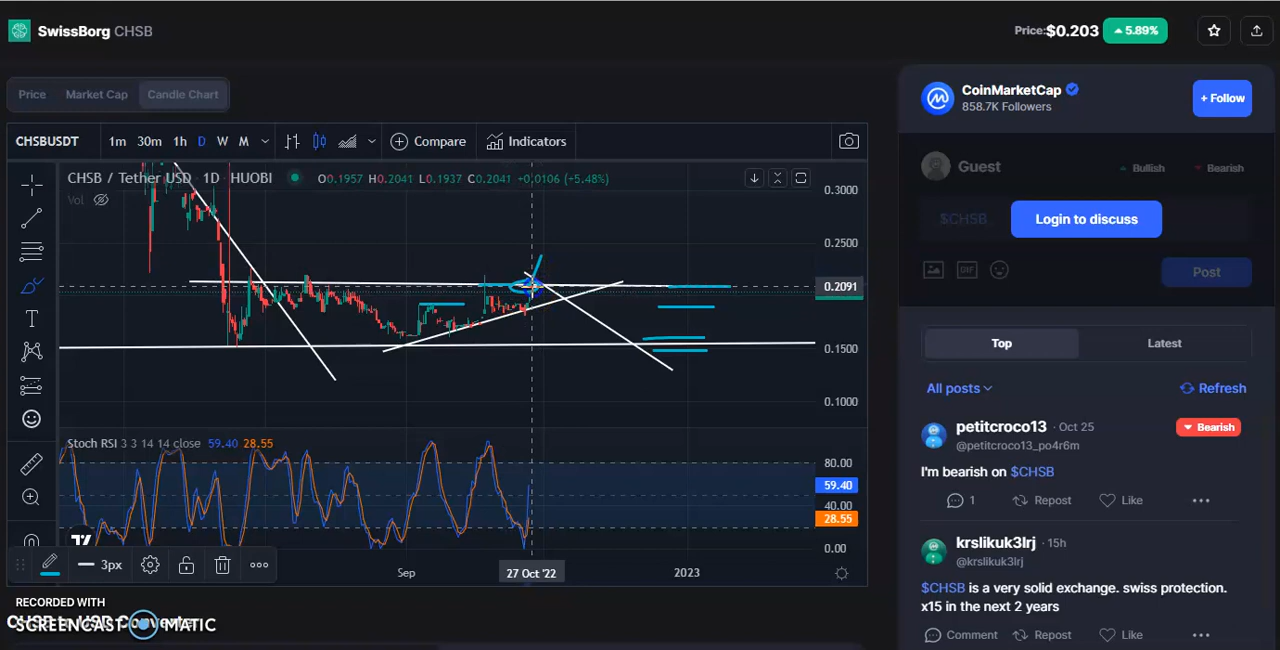 SwissBorg CHSB
Price:$0.203 5.89%
Price Market Cap Candle Chart
CHSBUSDT 1m 30m 1h D W M Compare Indicators
CHSB / Tether USD 1D HUOBI O0.1957 H0.2041 L0.1937 C0.2041 +0.0106 (+5.48%)
Vol
0.3000
0.2500
0.2091
0.1500
0.1000
Stoch RSI 3 3 14 14 close 59.40 28.55
80.00
59.40
40.00
28.55
0.00
Sep 27 Oct '22 2023
3px
RECORDED WITH
SCREENCAST MATIC
CoinMarketCap
858.7K Followers
+ Follow
Guest
Bullish Bearish
$CHSB
Login to discuss
GIF
Post
Top Latest
All posts Refresh
petitcroco13 · Oct 25 Bearish
@petitcroco13_po4r6m
I'm bearish on $CHSB
1 Repost Like
krslikuk3lrj · 15h
@krslikuk3lrj
$CHSB is a very solid exchange. swiss protection.
x15 in the next 2 years
Comment Repost Like